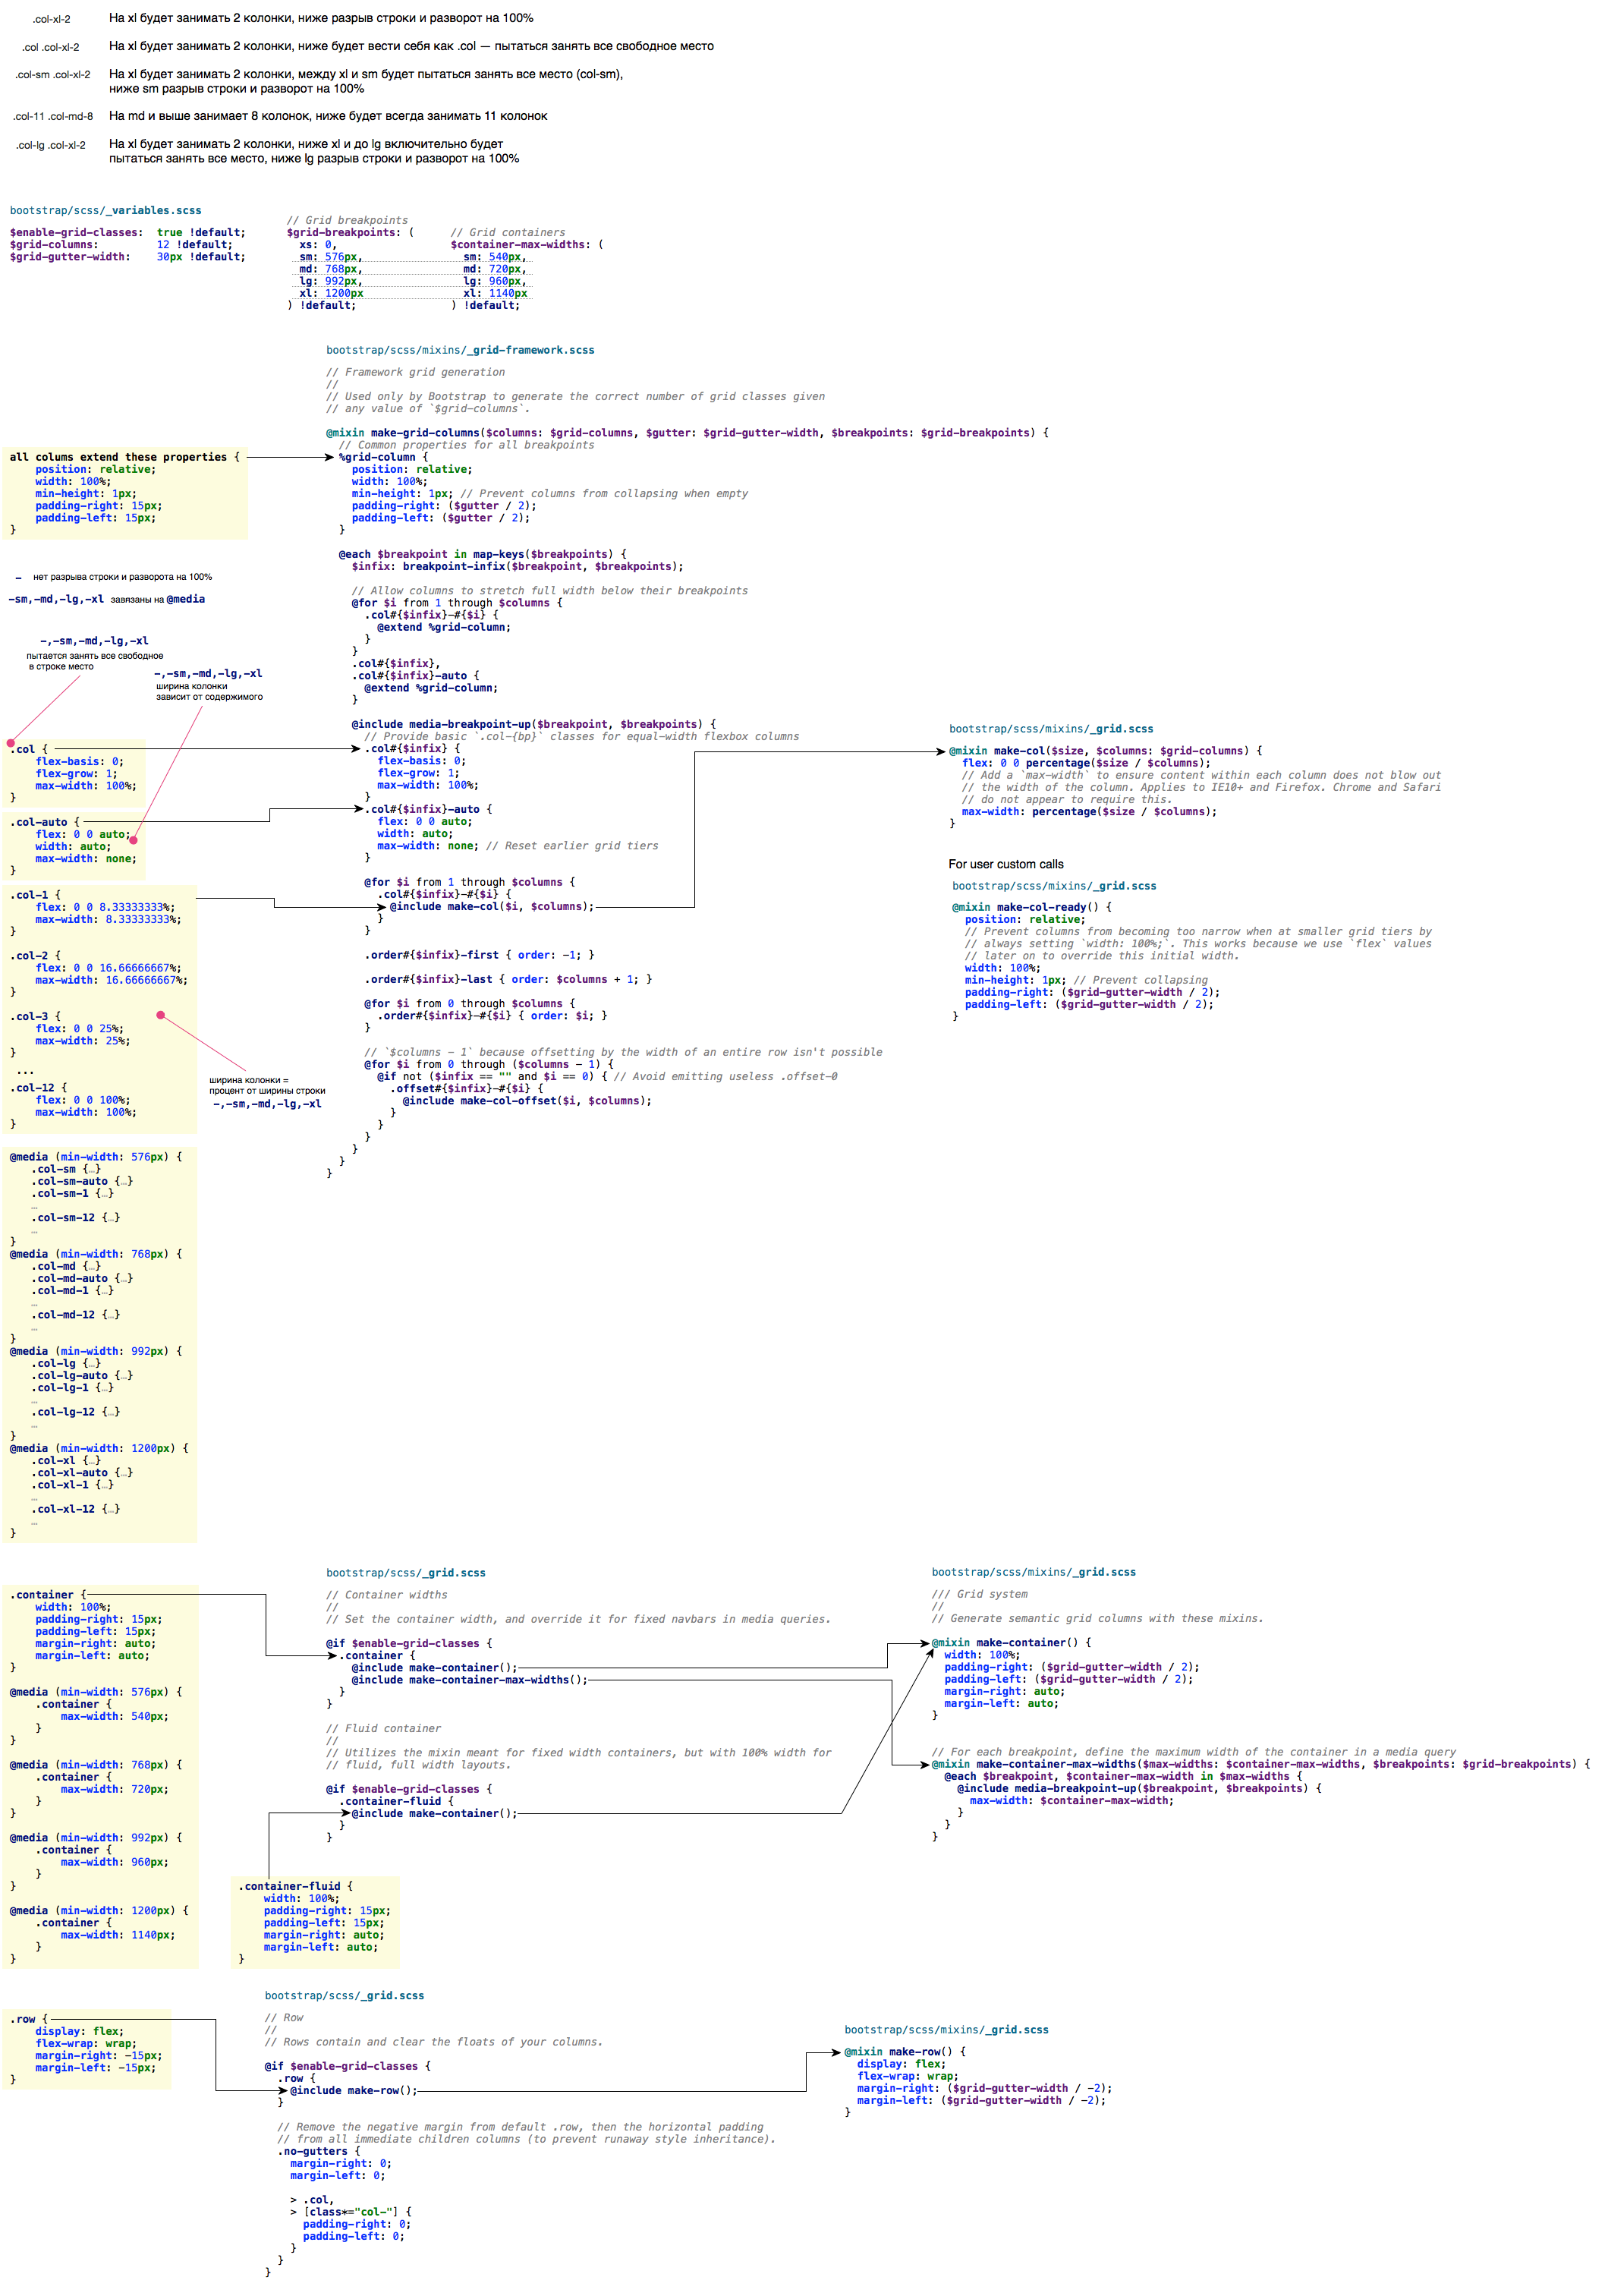 .col-xl-2 На xl будет занимать 2 колонки, ниже разрыв строки и разворот на 100%
.col .col-xl-2 На xl будет занимать 2 колонки, ниже будет вести себя как .col — пытаться занять все свободное место
.col-sm .col-xl-2 На xl будет занимать 2 колонки, между xl и sm будет пытаться занять все место (col-sm),
ниже sm разрыв строки и разворот на 100%
.col-11 .col-md-8 На md и выше занимает 8 колонок, ниже будет всегда занимать 11 колонок
.col-lg .col-xl-2 На xl будет занимать 2 колонки, ниже xl и до lg включительно будет
пытаться занять все место, ниже lg разрыв строки и разворот на 100%
bootstrap/scss/_variables.scss
$enable-grid-classes: true !default;
$grid-columns: 12 !default;
$grid-gutter-width: 30px !default;
// Grid breakpoints
$grid-breakpoints: (
xs: 0,
sm: 576px,
md: 768px,
lg: 992px,
xl: 1200px
) !default;
// Grid containers
$container-max-widths: (
sm: 540px,
md: 720px,
lg: 960px,
xl: 1140px
) !default;
bootstrap/scss/mixins/_grid-framework.scss
// Framework grid generation
//
// Used only by Bootstrap to generate the correct number of grid classes given
// any value of `$grid-columns`.
@mixin make-grid-columns($columns: $grid-columns, $gutter: $grid-gutter-width, $breakpoints: $grid-breakpoints) {
// Common properties for all breakpoints
%grid-column {
position: relative;
width: 100%;
min-height: 1px; // Prevent columns from collapsing when empty
padding-right: ($gutter / 2);
padding-left: ($gutter / 2);
}
@each $breakpoint in map-keys($breakpoints) {
$infix: breakpoint-infix($breakpoint, $breakpoints);
// Allow columns to stretch full width below their breakpoints
@for $i from 1 through $columns {
.col#{$infix}-#{$i} {
@extend %grid-column;
}
}
.col#{$infix},
.col#{$infix}-auto {
@extend %grid-column;
}
@include media-breakpoint-up($breakpoint, $breakpoints) {
// Provide basic `.col-{bp}` classes for equal-width flexbox columns
.col#{$infix} {
flex-basis: 0;
flex-grow: 1;
max-width: 100%;
}
.col#{$infix}-auto {
flex: 0 0 auto;
width: auto;
max-width: none; // Reset earlier grid tiers
}
@for $i from 1 through $columns {
.col#{$infix}-#{$i} {
@include make-col($i, $columns);
}
}
.order#{$infix}-first { order: -1; }
.order#{$infix}-last { order: $columns + 1; }
@for $i from 0 through $columns {
.order#{$infix}-#{$i} { order: $i; }
}
// `$columns - 1` because offsetting by the width of an entire row isn't possible
@for $i from 0 through ($columns - 1) {
@if not ($infix == "" and $i == 0) { // Avoid emitting useless .offset-0
.offset#{$infix}-#{$i} {
@include make-col-offset($i, $columns);
}
}
}
}
}
}
all colums extend these properties {
position: relative;
width: 100%;
min-height: 1px;
padding-right: 15px;
padding-left: 15px;
}
- нет разрыва строки и разворота на 100%
-sm,-md,-lg,-xl завязаны на @media
-,-sm,-md,-lg,-xl
пытается занять все свободное
в строке место
-,-sm,-md,-lg,-xl
ширина колонки
зависит от содержимого
.col {
flex-basis: 0;
flex-grow: 1;
max-width: 100%;
}
.col-auto {
flex: 0 0 auto;
width: auto;
max-width: none;
}
.col-1 {
flex: 0 0 8.33333333%;
max-width: 8.33333333%;
}
.col-2 {
flex: 0 0 16.66666667%;
max-width: 16.66666667%;
}
.col-3 {
flex: 0 0 25%;
max-width: 25%;
}
...
.col-12 {
flex: 0 0 100%;
max-width: 100%;
}
ширина колонки =
процент от ширины строки
-,-sm,-md,-lg,-xl
@media (min-width: 576px) {
.col-sm {…}
.col-sm-auto {…}
.col-sm-1 {…}
…
.col-sm-12 {…}
…
}
@media (min-width: 768px) {
.col-md {…}
.col-md-auto {…}
.col-md-1 {…}
…
.col-md-12 {…}
…
}
@media (min-width: 992px) {
.col-lg {…}
.col-lg-auto {…}
.col-lg-1 {…}
…
.col-lg-12 {…}
…
}
@media (min-width: 1200px) {
.col-xl {…}
.col-xl-auto {…}
.col-xl-1 {…}
…
.col-xl-12 {…}
…
}
bootstrap/scss/mixins/_grid.scss
@mixin make-col($size, $columns: $grid-columns) {
flex: 0 0 percentage($size / $columns);
// Add a `max-width` to ensure content within each column does not blow out
// the width of the column. Applies to IE10+ and Firefox. Chrome and Safari
// do not appear to require this.
max-width: percentage($size / $columns);
}
For user custom calls
bootstrap/scss/mixins/_grid.scss
@mixin make-col-ready() {
position: relative;
// Prevent columns from becoming too narrow when at smaller grid tiers by
// always setting `width: 100%;`. This works because we use `flex` values
// later on to override this initial width.
width: 100%;
min-height: 1px; // Prevent collapsing
padding-right: ($grid-gutter-width / 2);
padding-left: ($grid-gutter-width / 2);
}
.container {
width: 100%;
padding-right: 15px;
padding-left: 15px;
margin-right: auto;
margin-left: auto;
}
@media (min-width: 576px) {
.container {
max-width: 540px;
}
}
@media (min-width: 768px) {
.container {
max-width: 720px;
}
}
@media (min-width: 992px) {
.container {
max-width: 960px;
}
}
@media (min-width: 1200px) {
.container {
max-width: 1140px;
}
}
bootstrap/scss/_grid.scss
// Container widths
//
// Set the container width, and override it for fixed navbars in media queries.
@if $enable-grid-classes {
.container {
@include make-container();
@include make-container-max-widths();
}
}
// Fluid container
//
// Utilizes the mixin meant for fixed width containers, but with 100% width for
// fluid, full width layouts.
@if $enable-grid-classes {
.container-fluid {
@include make-container();
}
}
.container-fluid {
width: 100%;
padding-right: 15px;
padding-left: 15px;
margin-right: auto;
margin-left: auto;
}
bootstrap/scss/mixins/_grid.scss
/// Grid system
//
// Generate semantic grid columns with these mixins.
@mixin make-container() {
width: 100%;
padding-right: ($grid-gutter-width / 2);
padding-left: ($grid-gutter-width / 2);
margin-right: auto;
margin-left: auto;
}
// For each breakpoint, define the maximum width of the container in a media query
@mixin make-container-max-widths($max-widths: $container-max-widths, $breakpoints: $grid-breakpoints) {
@each $breakpoint, $container-max-width in $max-widths {
@include media-breakpoint-up($breakpoint, $breakpoints) {
max-width: $container-max-width;
}
}
}
.row {
display: flex;
flex-wrap: wrap;
margin-right: -15px;
margin-left: -15px;
}
bootstrap/scss/_grid.scss
// Row
//
// Rows contain and clear the floats of your columns.
@if $enable-grid-classes {
.row {
@include make-row();
}
// Remove the negative margin from default .row, then the horizontal padding
// from all immediate children columns (to prevent runaway style inheritance).
.no-gutters {
margin-right: 0;
margin-left: 0;
> .col,
> [class*="col-"] {
padding-right: 0;
padding-left: 0;
}
}
}
bootstrap/scss/mixins/_grid.scss
@mixin make-row() {
display: flex;
flex-wrap: wrap;
margin-right: ($grid-gutter-width / -2);
margin-left: ($grid-gutter-width / -2);
}